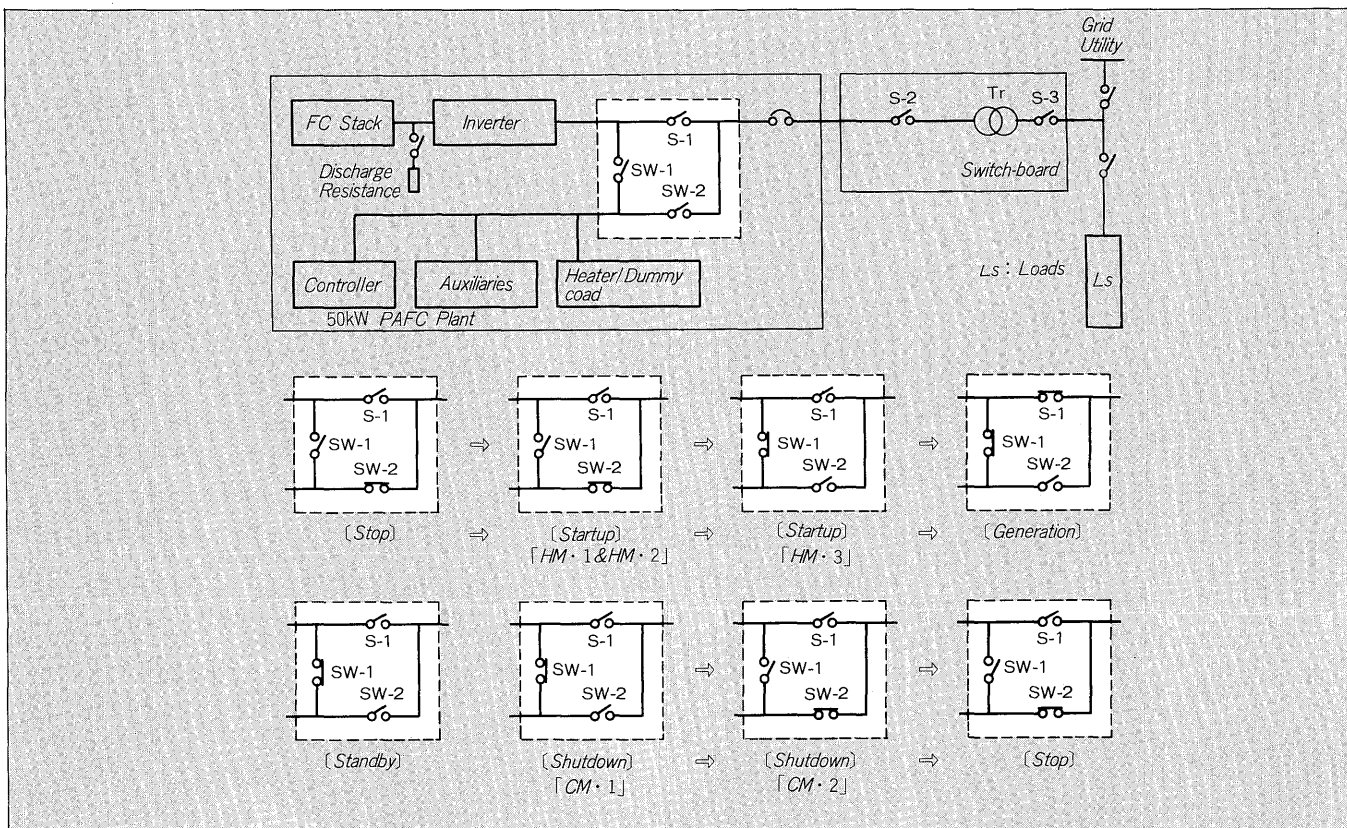 Grid
Utility
FC Stack
Inverter
S-1
S-2
Tr
S-3
Discharge
Resistance
SW-1
SW-2
Switch-board
Controller
Auxiliaries
Heater/Dummy
coad
Ls : Loads
Ls
50kW PAFC Plant
S-1
SW-1
SW-2
⇨
S-1
SW-1
SW-2
⇨
S-1
SW-1
SW-2
⇨
S-1
SW-1
SW-2
〔Stop〕
⇨
〔Startup〕
「HM・1&HM・2」
⇨
〔Startup〕
「HM・3」
⇨
〔Generation〕
S-1
SW-1
SW-2
S-1
SW-1
SW-2
⇨
S-1
SW-1
SW-2
⇨
S-1
SW-1
SW-2
〔Standby〕
〔Shutdown〕
「CM・1」
⇨
〔Shutdown〕
「CM・2」
⇨
〔Stop〕